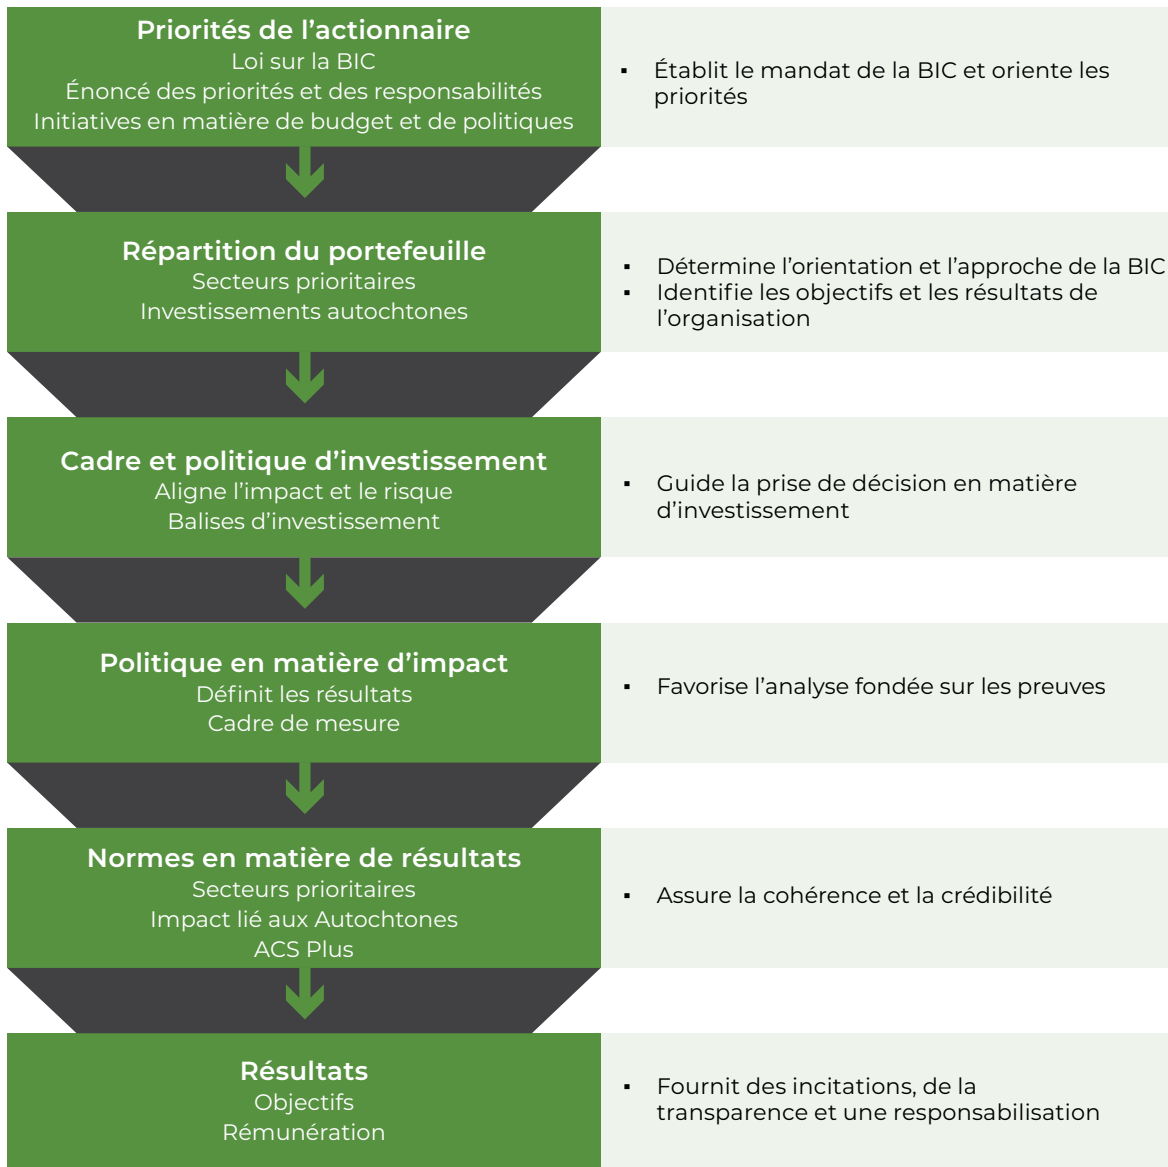 Priorités de l’actionnaire
Loi sur la BIC
Énoncé des priorités et des responsabilités
Initiatives en matière de budget et de politiques
▪ Établit le mandat de la BIC et oriente les
priorités
Répartition du portefeuille
Secteurs prioritaires
Investissements autochtones
▪ Détermine l’orientation et l’approche de la BIC
▪ Identifie les objectifs et les résultats de
l’organisation
Cadre et politique d’investissement
Aligne l’impact et le risque
Balises d’investissement
▪ Guide la prise de décision en matière
d’investissement
Politique en matière d’impact
Définit les résultats
Cadre de mesure
▪ Favorise l’analyse fondée sur les preuves
Normes en matière de résultats
Secteurs prioritaires
Impact lié aux Autochtones
ACS Plus
▪ Assure la cohérence et la crédibilité
Résultats
Objectifs
Rémunération
▪ Fournit des incitations, de la
transparence et une responsabilisation